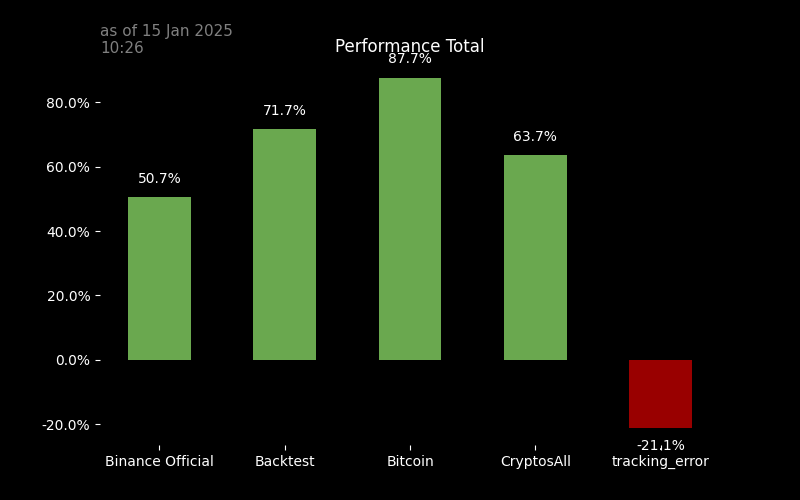 as of 15 Jan 2025
10:26
Performance Total
87.7%
80.0%
71.7%
63.7%
60.0%
50.7%
40.0%
20.0%
0.0%
-20.0%
-21.1%
Binance Official
Backtest
Bitcoin
CryptosAll
tracking_error